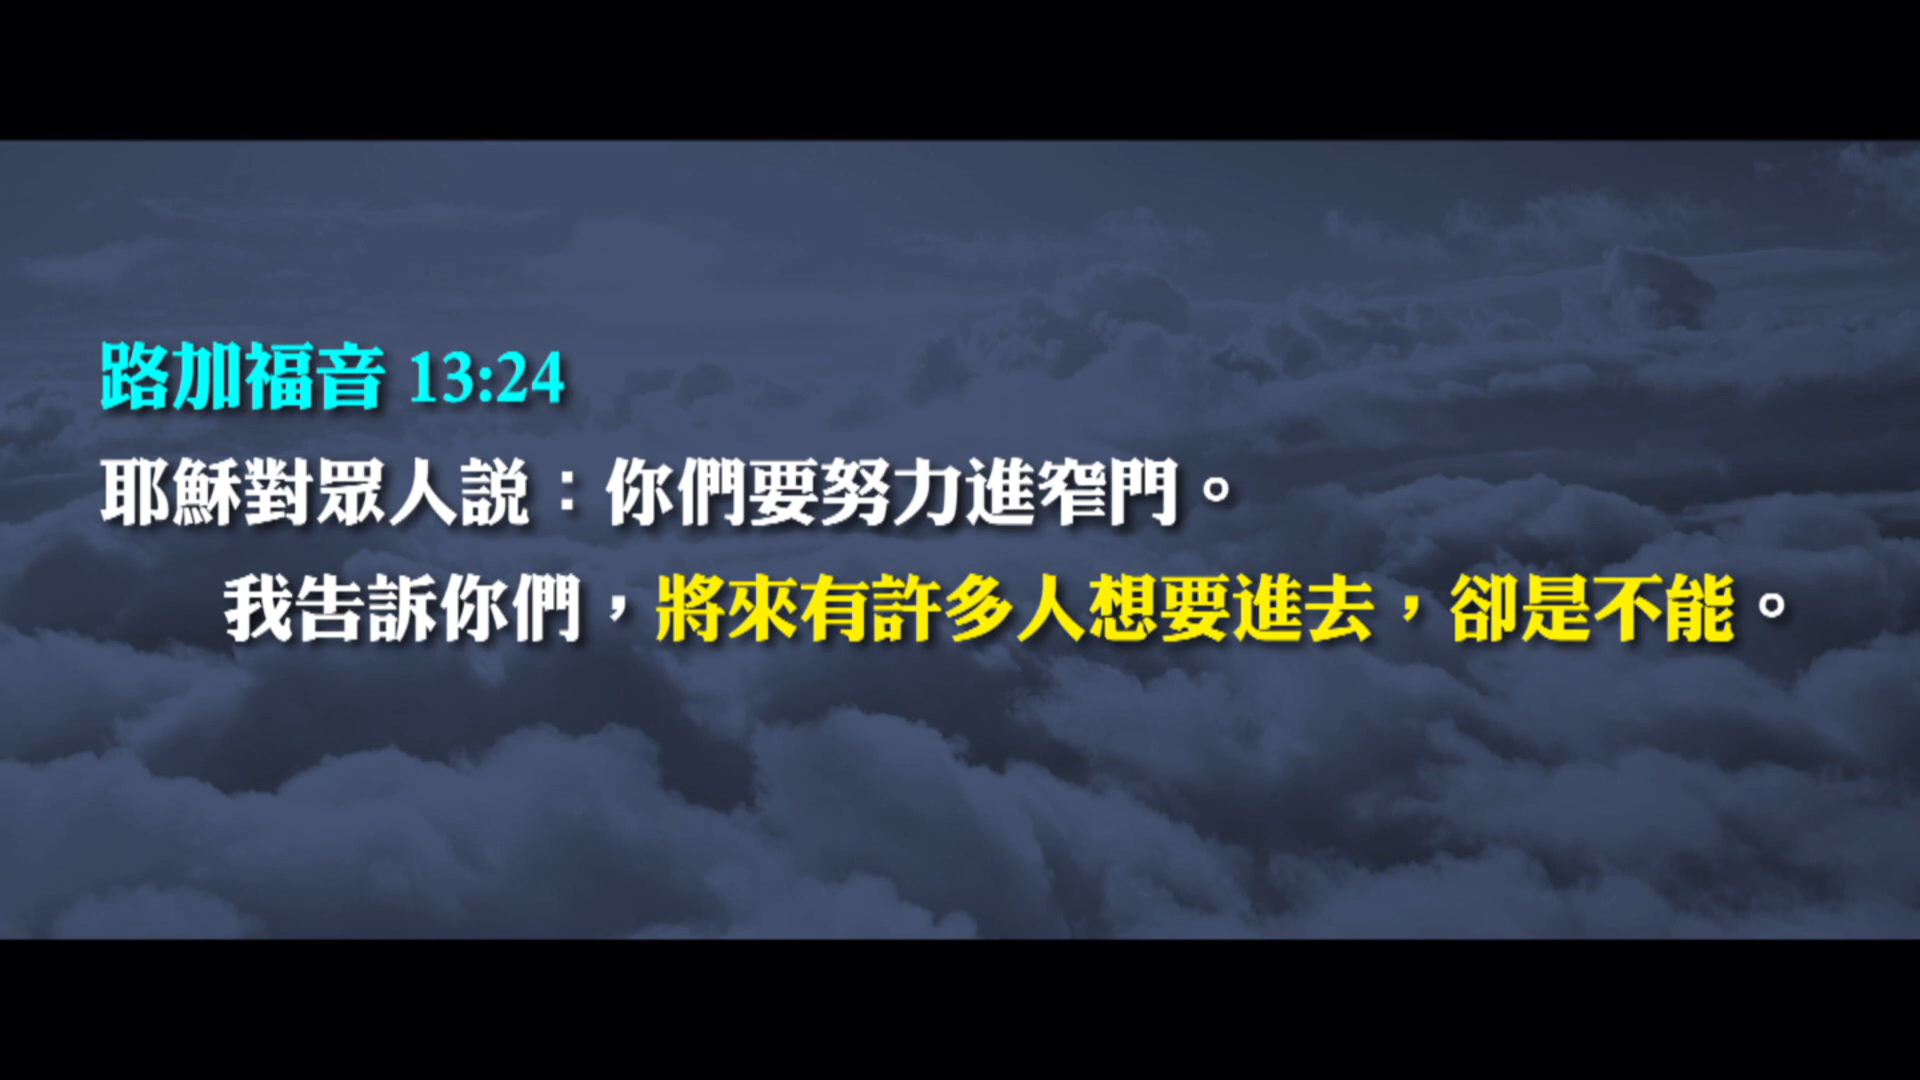 路加福音 13:24
耶穌對眾人說：你們要努力進窄門。
我告訴你們，將來有許多人想要進去，卻是不能。